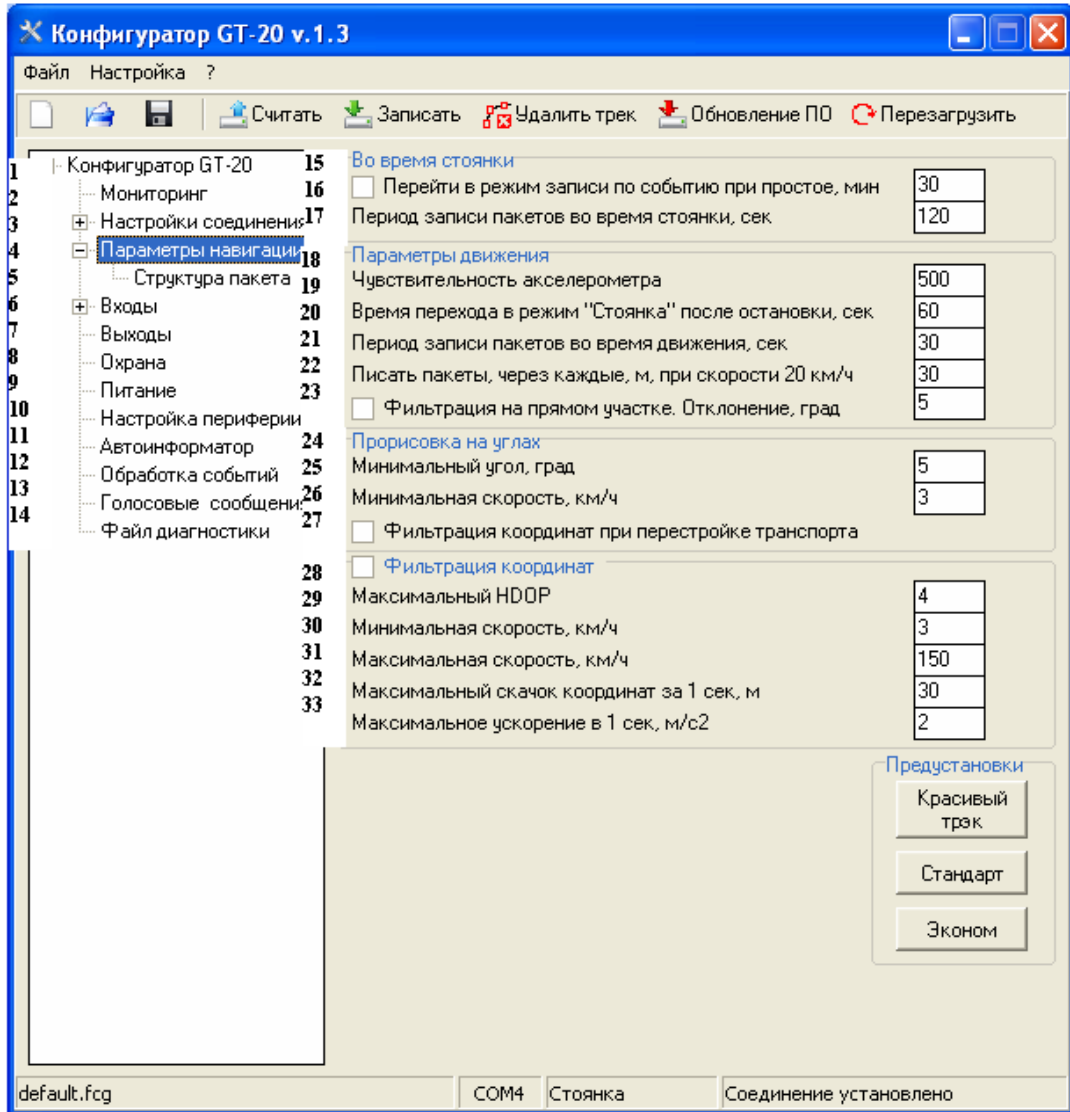 Конфигуратор GT-20 v.1.3
Файл Настройка ?
Считать Записать Удалить трек Обновление ПО Перезагрузить
1 Конфигуратор GT-20
2 Мониторинг
3 Настройки соединения
4 Параметры навигации
5 Структура пакета
6 Входы
7 Выходы
8 Охрана
9 Питание
10 Настройка периферии
11 Автоинформатор
12 Обработка событий
13 Голосовые сообщения
14 Файл диагностики
15 Во время стоянки
16 Перейти в режим записи по событию при простое, мин 30
17 Период записи пакетов во время стоянки, сек 120
18 Параметры движения
19 Чувствительность акселерометра 500
20 Время перехода в режим "Стоянка" после остановки, сек 60
21 Период записи пакетов во время движения, сек 30
22 Писать пакеты, через каждые, м, при скорости 20 км/ч 30
23 Фильтрация на прямом участке. Отклонение, град 5
24 Прорисовка на углах
25 Минимальный угол, град 5
26 Минимальная скорость, км/ч 3
27 Фильтрация координат при перестройке транспорта
28 Фильтрация координат
29 Максимальный HDOP 4
30 Минимальная скорость, км/ч 3
31 Максимальная скорость, км/ч 150
32 Максимальный скачок координат за 1 сек, м 30
33 Максимальное ускорение в 1 сек, м/с2 2
Предустановки
Красивый
трэк
Стандарт
Эконом
default.fcg COM4 Стоянка Соединение установлено